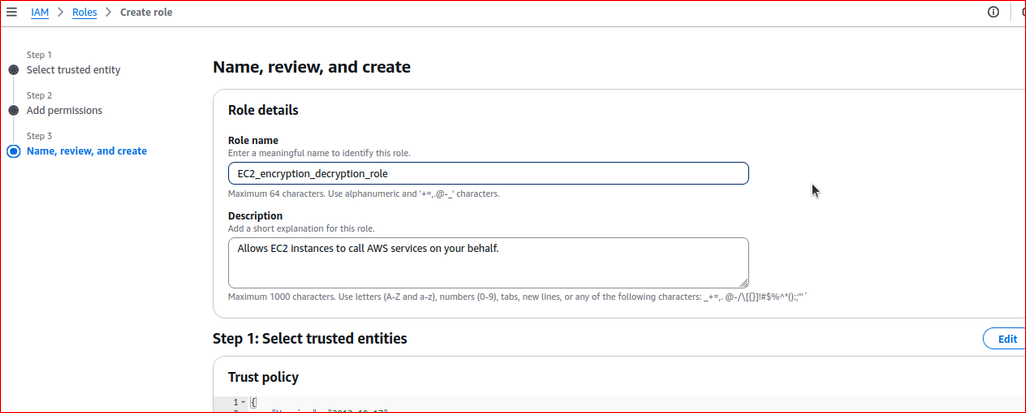 IAM > Roles > Create role
Step 1
Select trusted entity
Step 2
Add permissions
Step 3
Name, review, and create
Name, review, and create
Role details
Role name
Enter a meaningful name to identify this role.
EC2_encryption_decryption_role
Maximum 64 characters. Use alphanumeric and '+=,.@-_' characters.
Description
Add a short explanation for this role.
Allows EC2 instances to call AWS services on your behalf.
Maximum 1000 characters. Use letters (A-Z and a-z), numbers (0-9), tabs, new lines, or any of the following characters: _+=,. @-/\[{}]!#$%^*();:"'`
Step 1: Select trusted entities
Edit
Trust policy
1 {